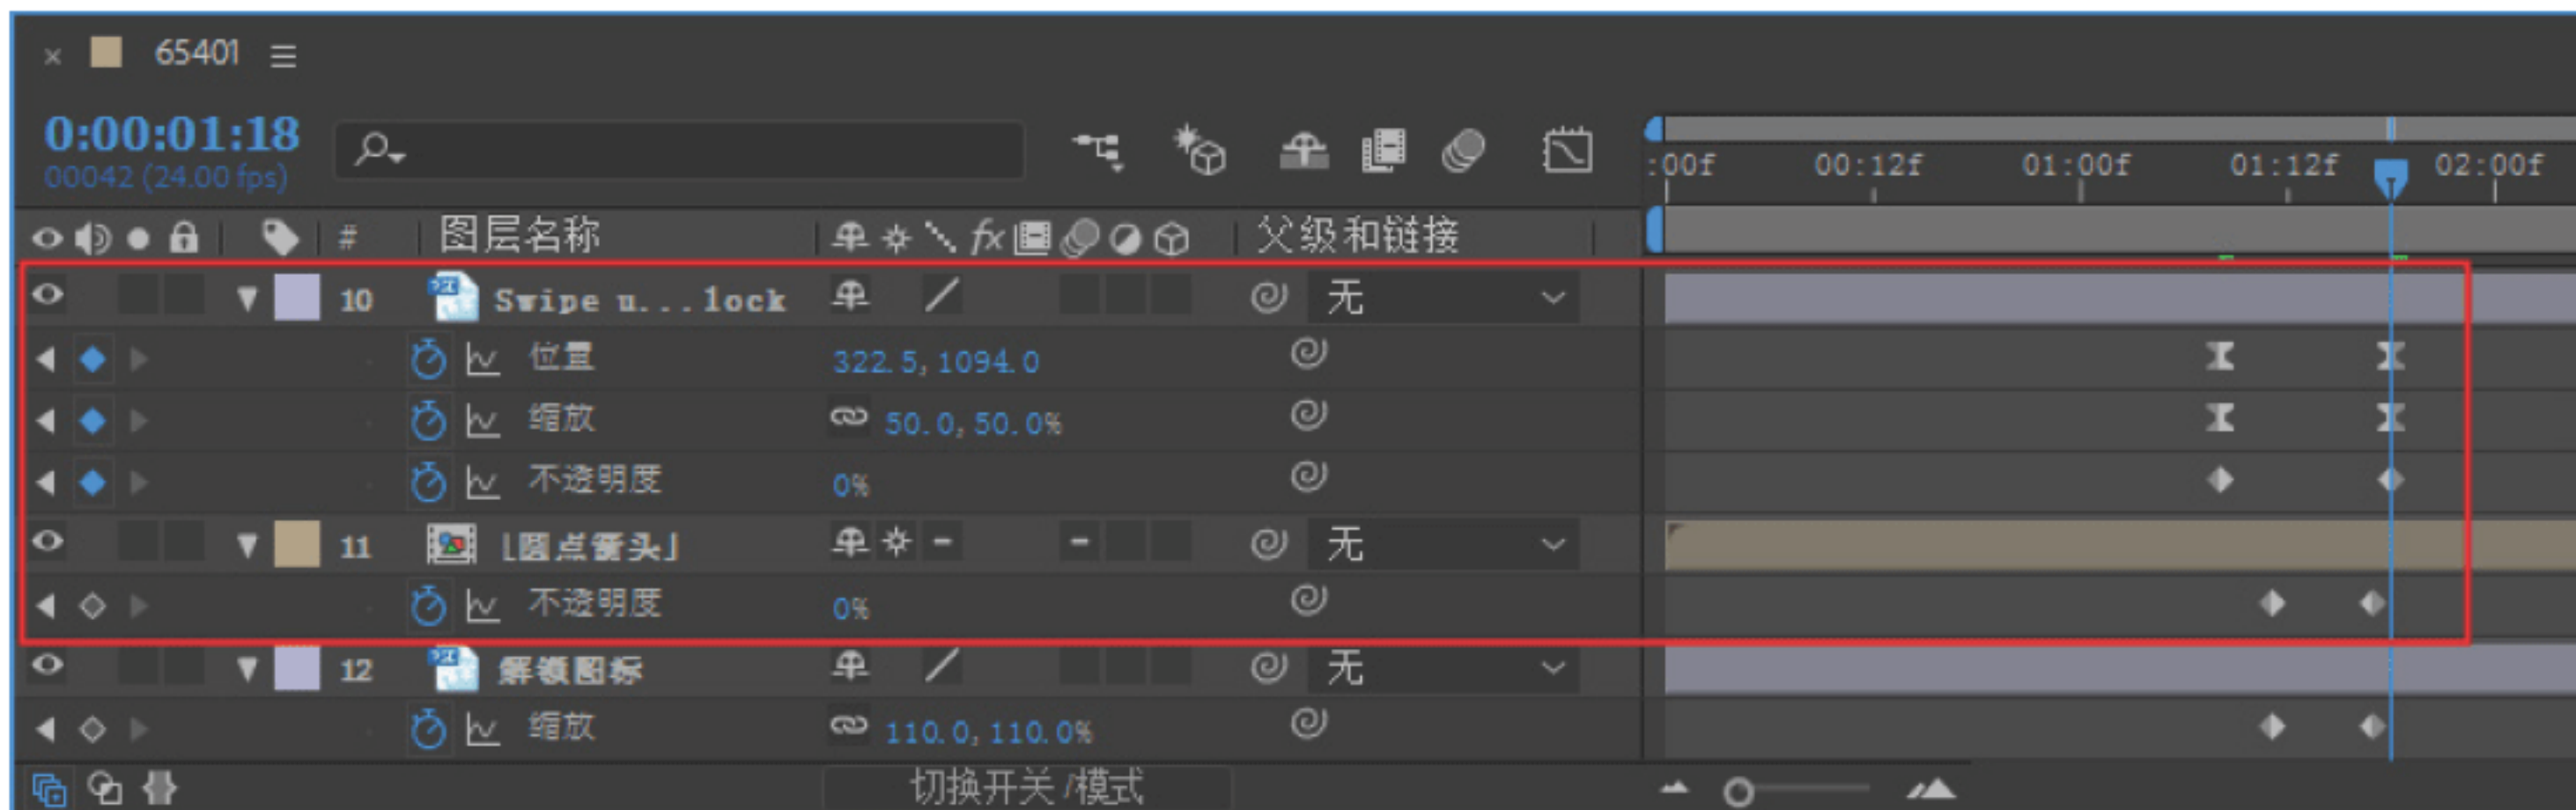 65401
0:00:01:18
00042 (24.00 fps)
:00f 00:12f 01:00f 01:12f 02:00f
# 图层名称 fx 父级和链接
10 Swipe u...lock 无
位置 322.5, 1094.0
缩放 50.0, 50.0%
不透明度 0%
11 [圆点箭头] 无
不透明度 0%
12 解锁图标 无
缩放 110.0, 110.0%
切换开关/模式